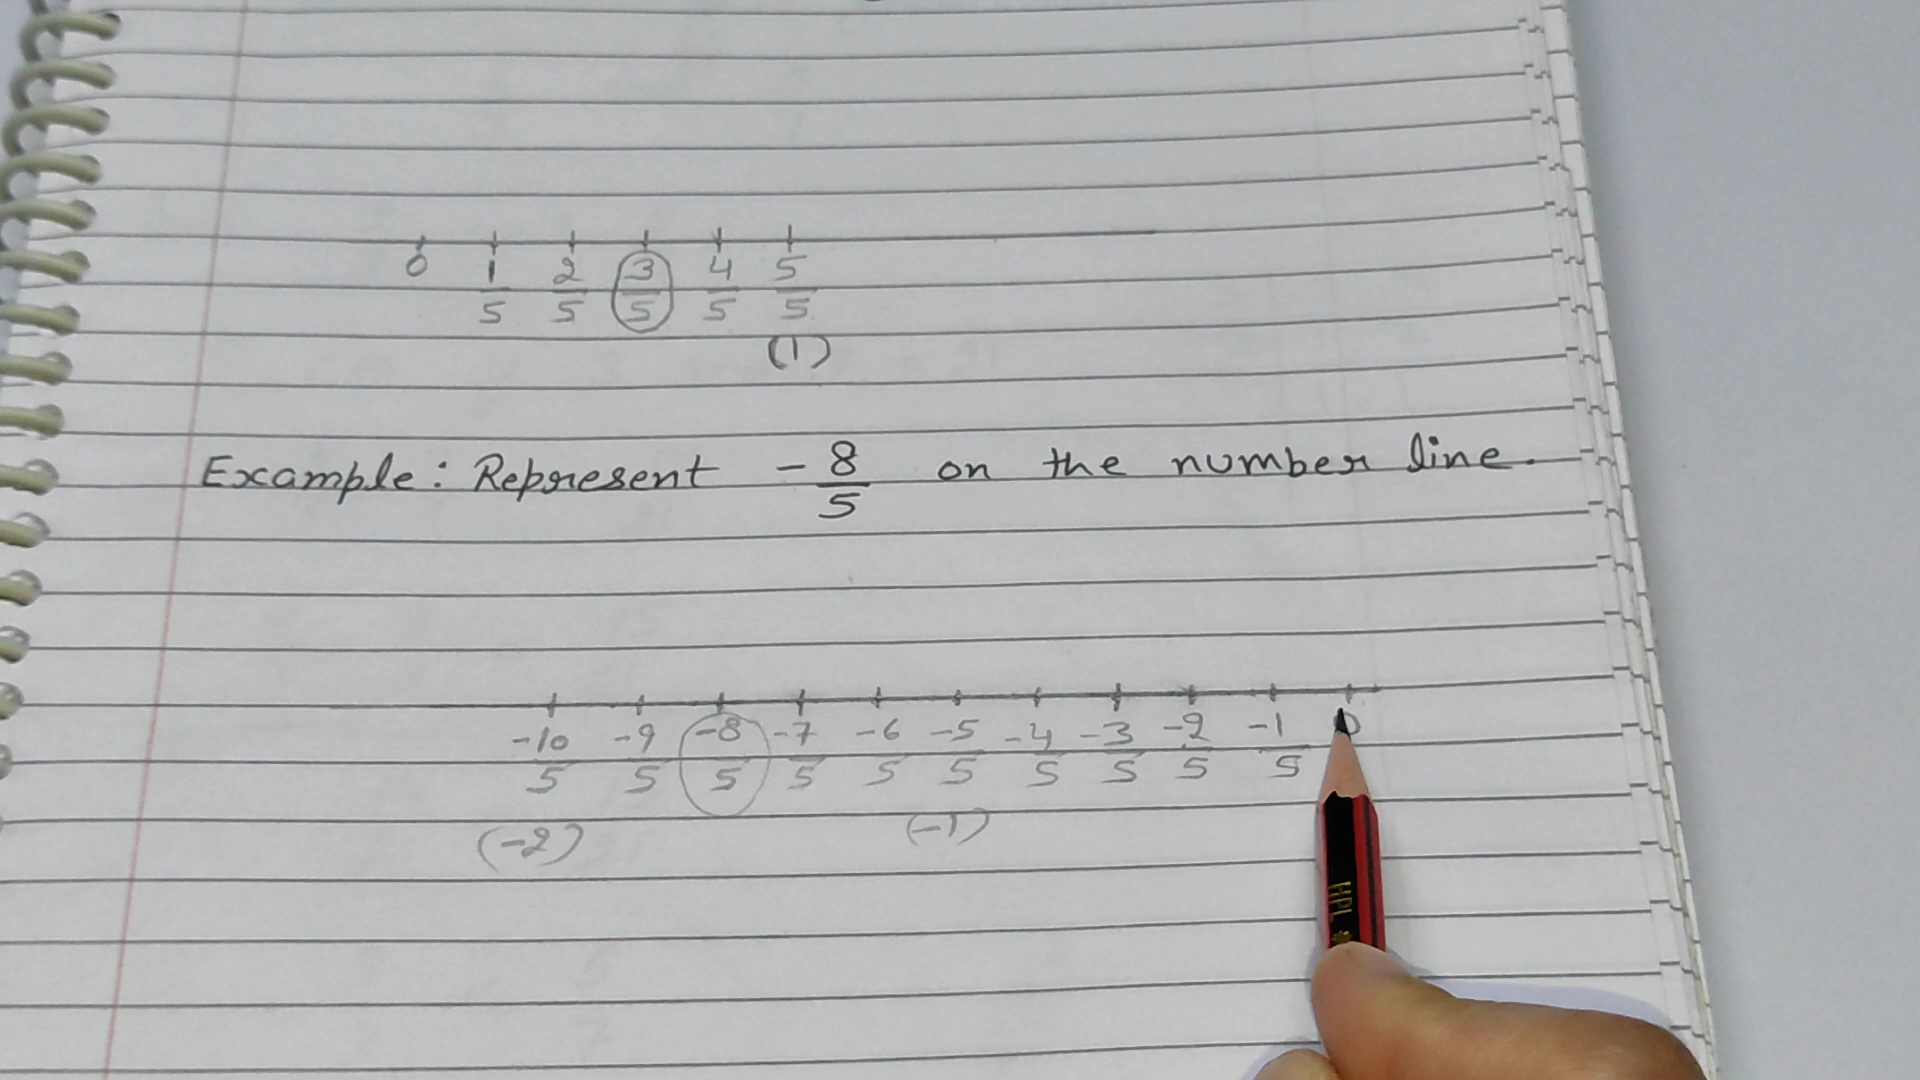 0 1/5 2/5 3/5 4/5 5/5
(1)
Example: Represent -8/5 on the number line.
-10/5 -9/5 -8/5 -7/5 -6/5 -5/5 -4/5 -3/5 -2/5 -1/5 0
(-2) (-1)
HPL